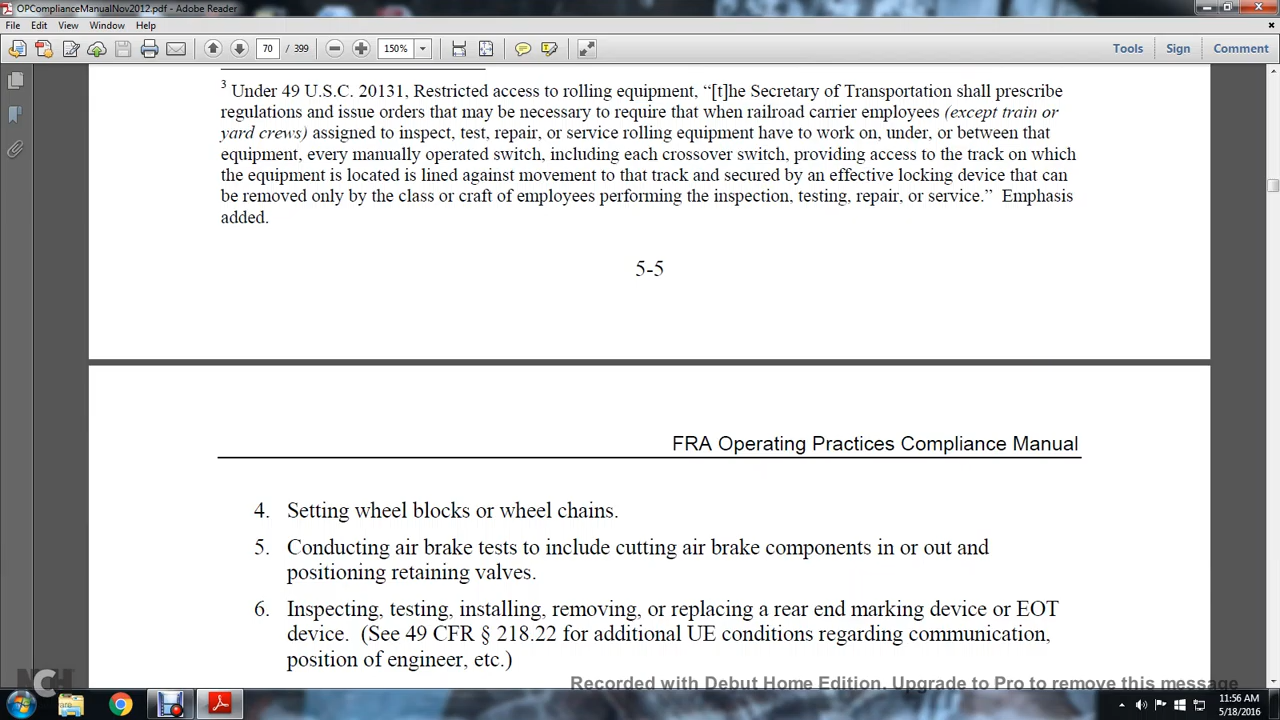 OPComplianceManualNov2012.pdf - Adobe Reader
File Edit View Window Help
70 / 399 150% Tools Sign Comment
3 Under 49 U.S.C. 20131, Restricted access to rolling equipment, “[t]he Secretary of Transportation shall prescribe
regulations and issue orders that may be necessary to require that when railroad carrier employees (except train or
yard crews) assigned to inspect, test, repair, or service rolling equipment have to work on, under, or between that
equipment, every manually operated switch, including each crossover switch, providing access to the track on which
the equipment is located is lined against movement to that track and secured by an effective locking device that can
be removed only by the class or craft of employees performing the inspection, testing, repair, or service.” Emphasis
added.
5-5
FRA Operating Practices Compliance Manual
4. Setting wheel blocks or wheel chains.
5. Conducting air brake tests to include cutting air brake components in or out and
positioning retaining valves.
6. Inspecting, testing, installing, removing, or replacing a rear end marking device or EOT
device. (See 49 CFR § 218.22 for additional UE conditions regarding communication,
position of engineer, etc.)
Recorded with Debut Home Edition. Upgrade to Pro to remove this message
NCH
11:56 AM
5/18/2016